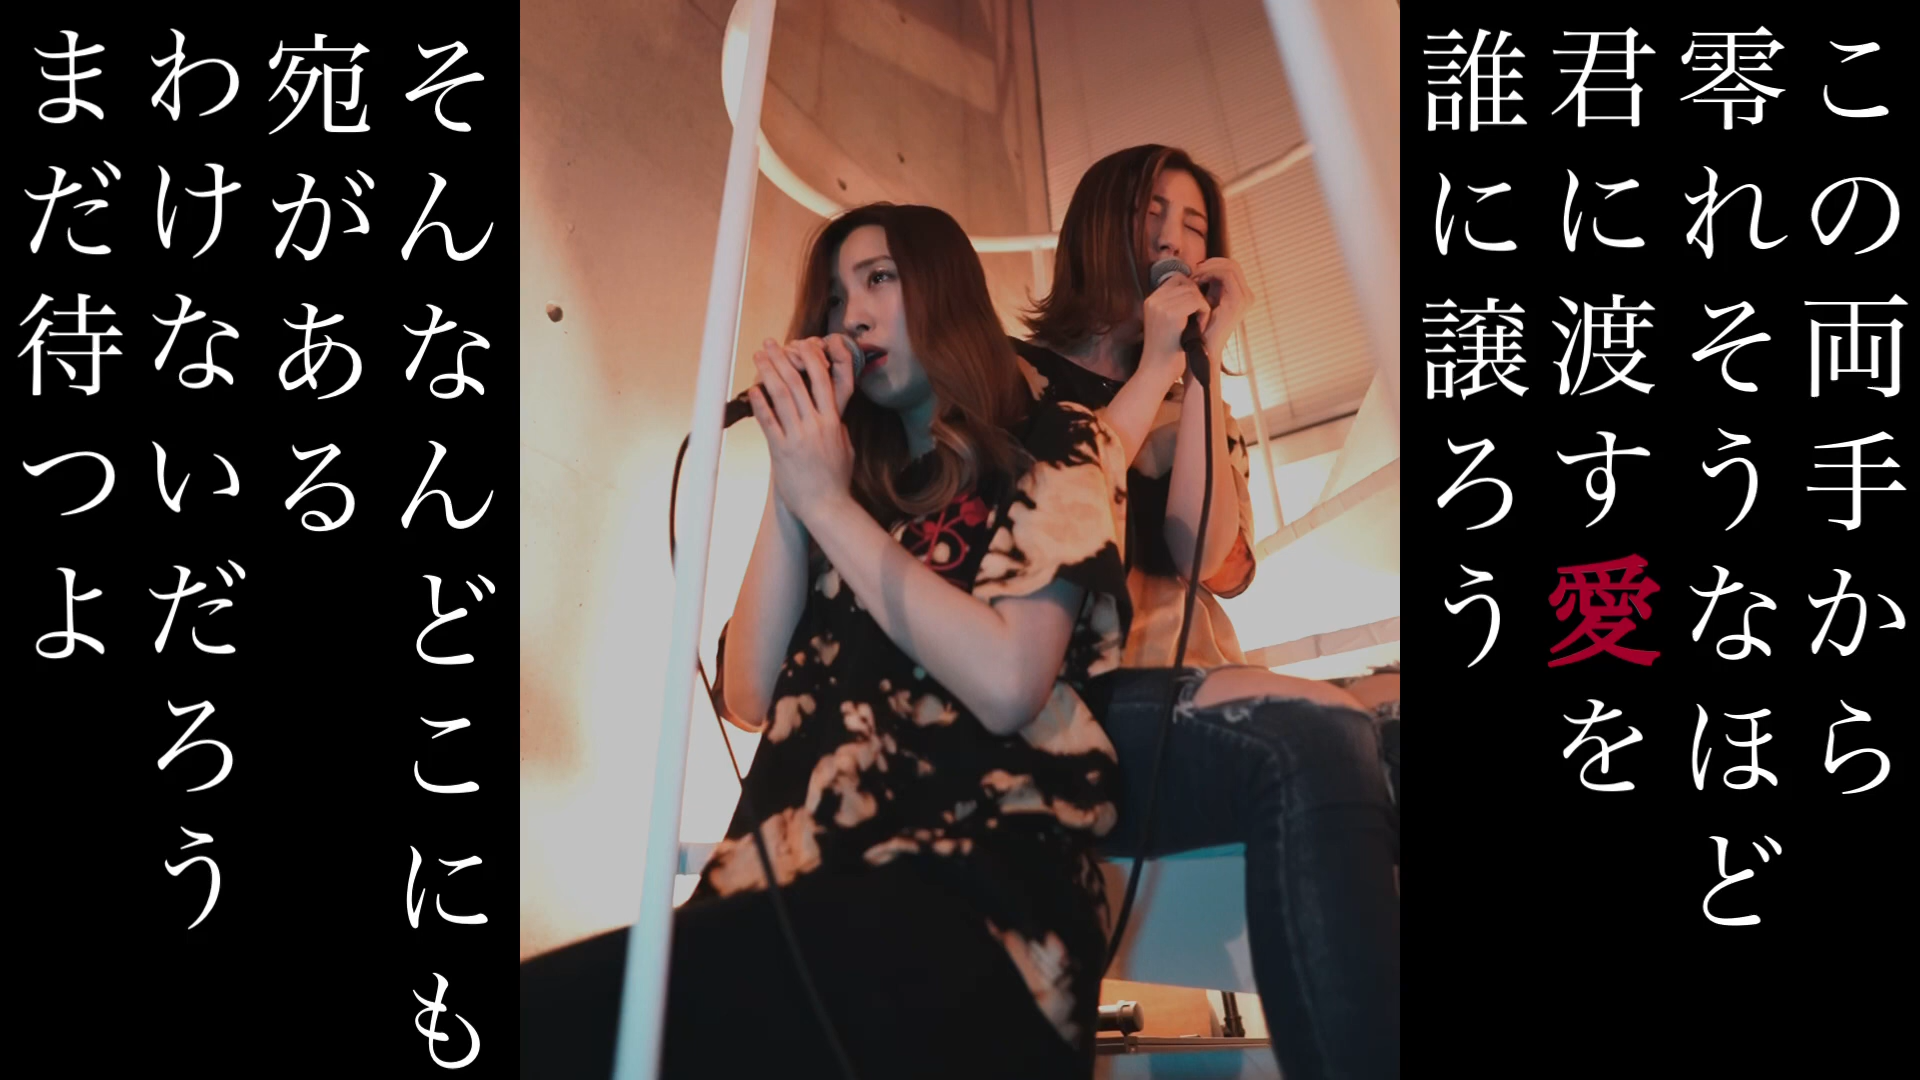 この両手から
零れそうなほど
君に渡す愛を
誰に譲ろう
そんなんどこにも
宛がある
わけないだろう
まだ待つよ